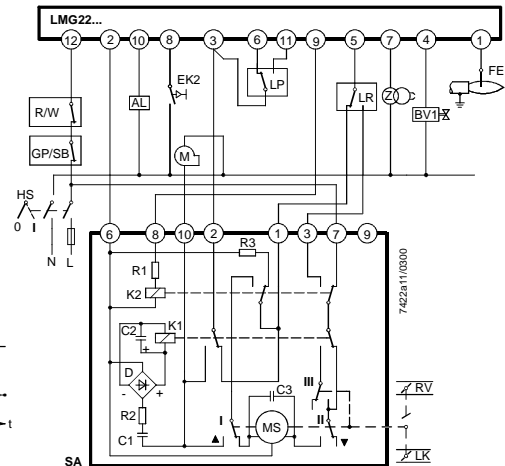 LMG22...
12 2 10 8 3 6 11 9 5 7 4 1
FE
EK2
LP
AL
LR
Z
BV1
R/W
GP/SB
M
HS
0 I
N L
6 8 10 2 1 3 7 9
R3
R1
K2
7422a11/0300
C2 K1
+
D
- +
C3
III
RV
R2
I MS II
C1
t
SA
LK